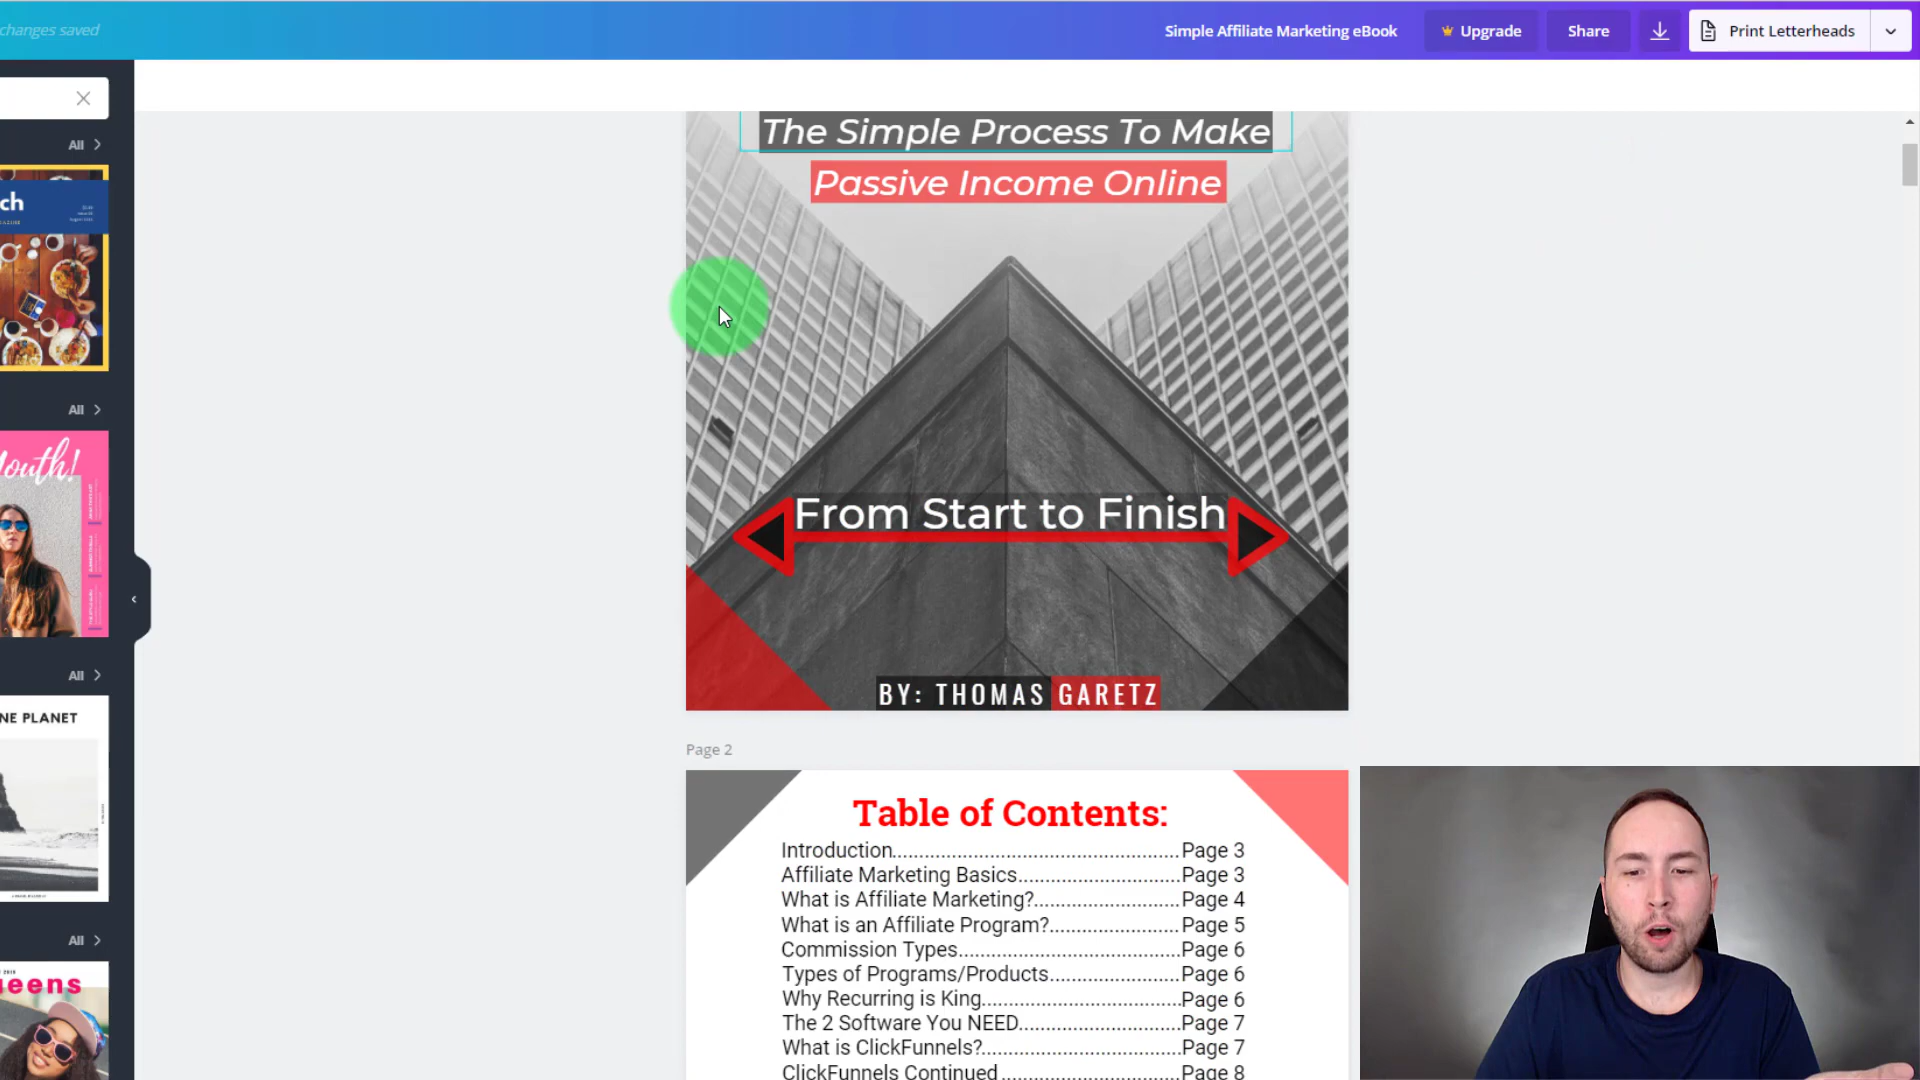 changes saved
Simple Affiliate Marketing eBook
Upgrade
Share
Print Letterheads
All
ch
All
Mouth!
All
NE PLANET
All
eens
The Simple Process To Make
Passive Income Online
From Start to Finish
BY: THOMAS GARETZ
Page 2
Table of Contents:
Introduction..................................................Page 3
Affiliate Marketing Basics............................Page 3
What is Affiliate Marketing?.........................Page 4
What is an Affiliate Program?.......................Page 5
Commission Types.......................................Page 6
Types of Programs/Products.......................Page 6
Why Recurring is King...................................Page 6
The 2 Software You NEED............................Page 7
What is ClickFunnels?...................................Page 7
ClickFunnels Continued ...............................Page 8